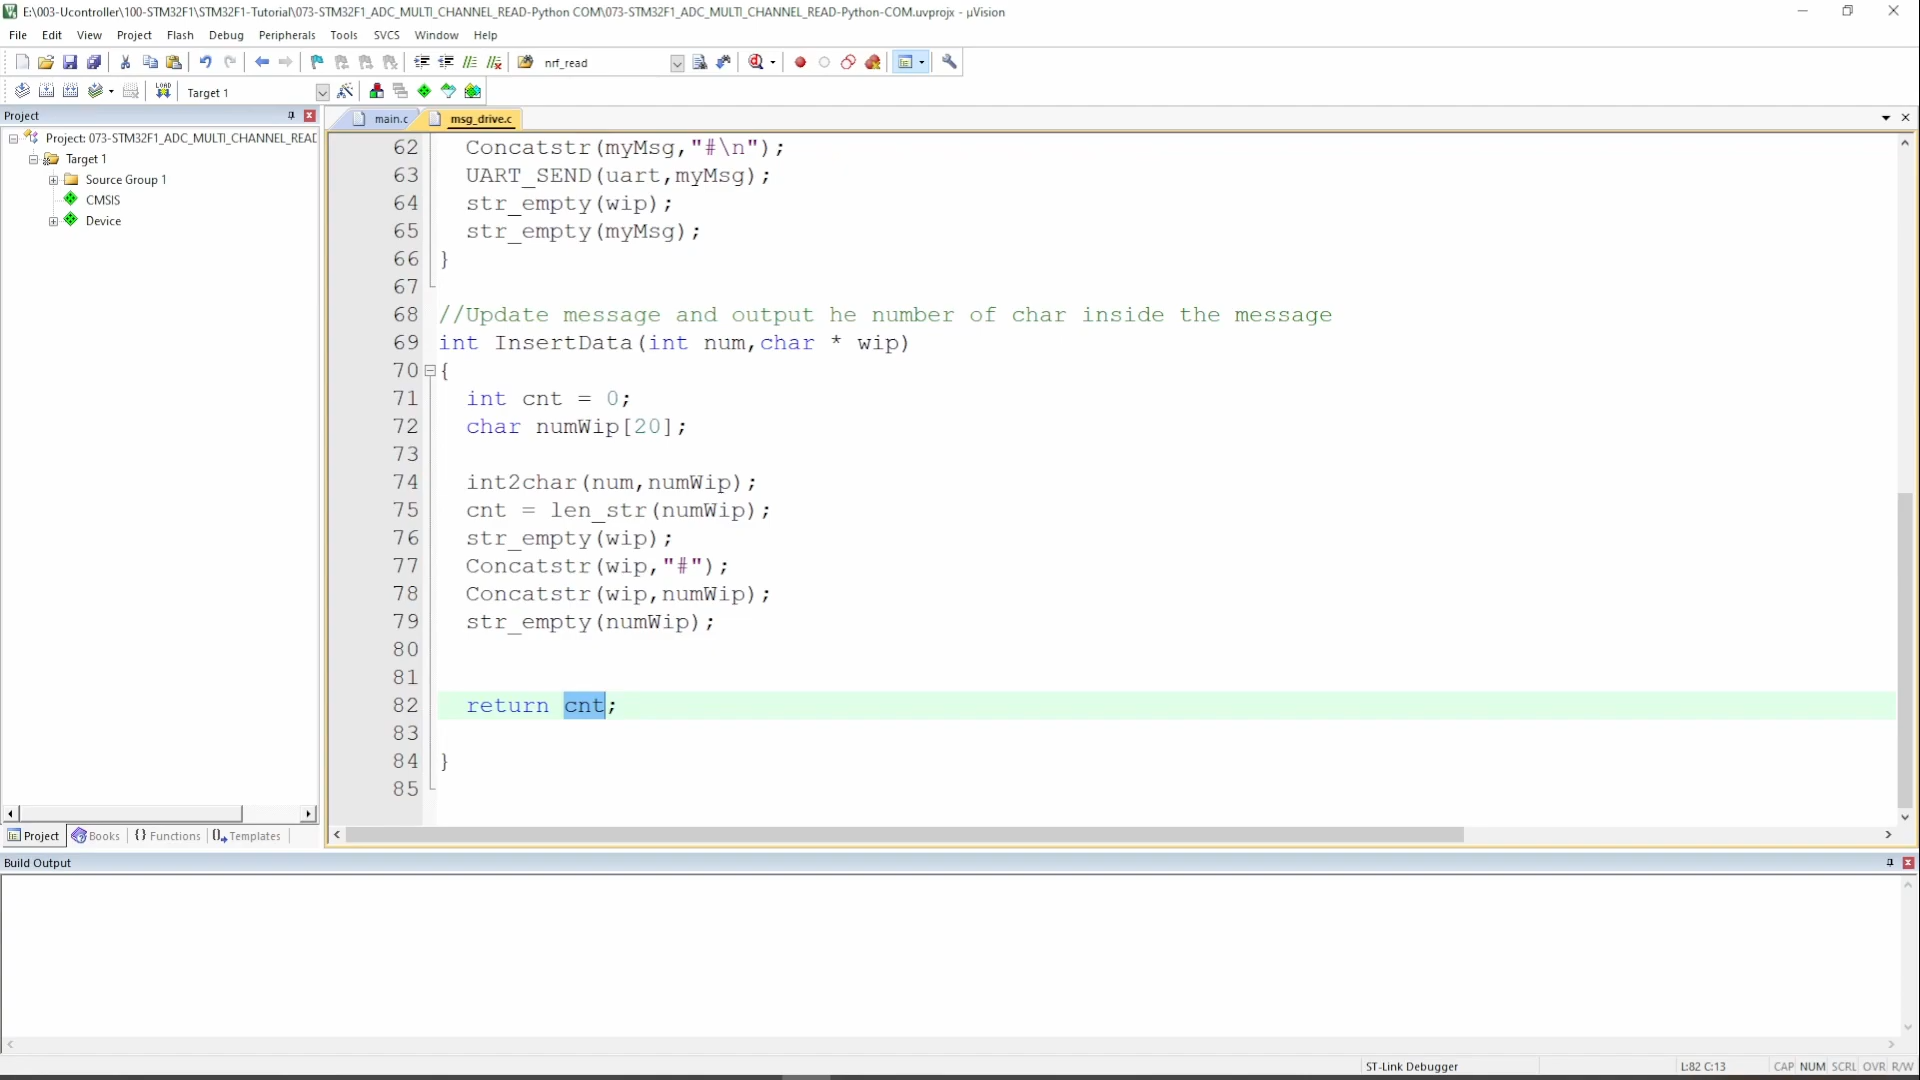 E:\003-Ucontroller\100-STM32F1\STM32F1-Tutorial\073-STM32F1_ADC_MULTI_CHANNEL_READ-Python COM\073-STM32F1_ADC_MULTI_CHANNEL_READ-Python-COM.uvprojx - µVision
File Edit View Project Flash Debug Peripherals Tools SVCS Window Help
nrf_read
LOAD Target 1
Project
main.c msg_drive.c
Project: 073-STM32F1_ADC_MULTI_CHANNEL_READ
Target 1
Source Group 1
CMSIS
Device
62 Concatstr(myMsg,"#\n");
63 UART_SEND(uart,myMsg);
64 str_empty(wip);
65 str_empty(myMsg);
66 }
67
68 //Update message and output he number of char inside the message
69 int InsertData(int num,char * wip)
70 {
71 int cnt = 0;
72 char numWip[20];
73
74 int2char(num,numWip);
75 cnt = len_str(numWip);
76 str_empty(wip);
77 Concatstr(wip,"#");
78 Concatstr(wip,numWip);
79 str_empty(numWip);
80
81
82 return cnt;
83
84 }
85
Project Books {} Functions Templates
Build Output
ST-Link Debugger L:82 C:13 CAP NUM SCRL OVR R/W